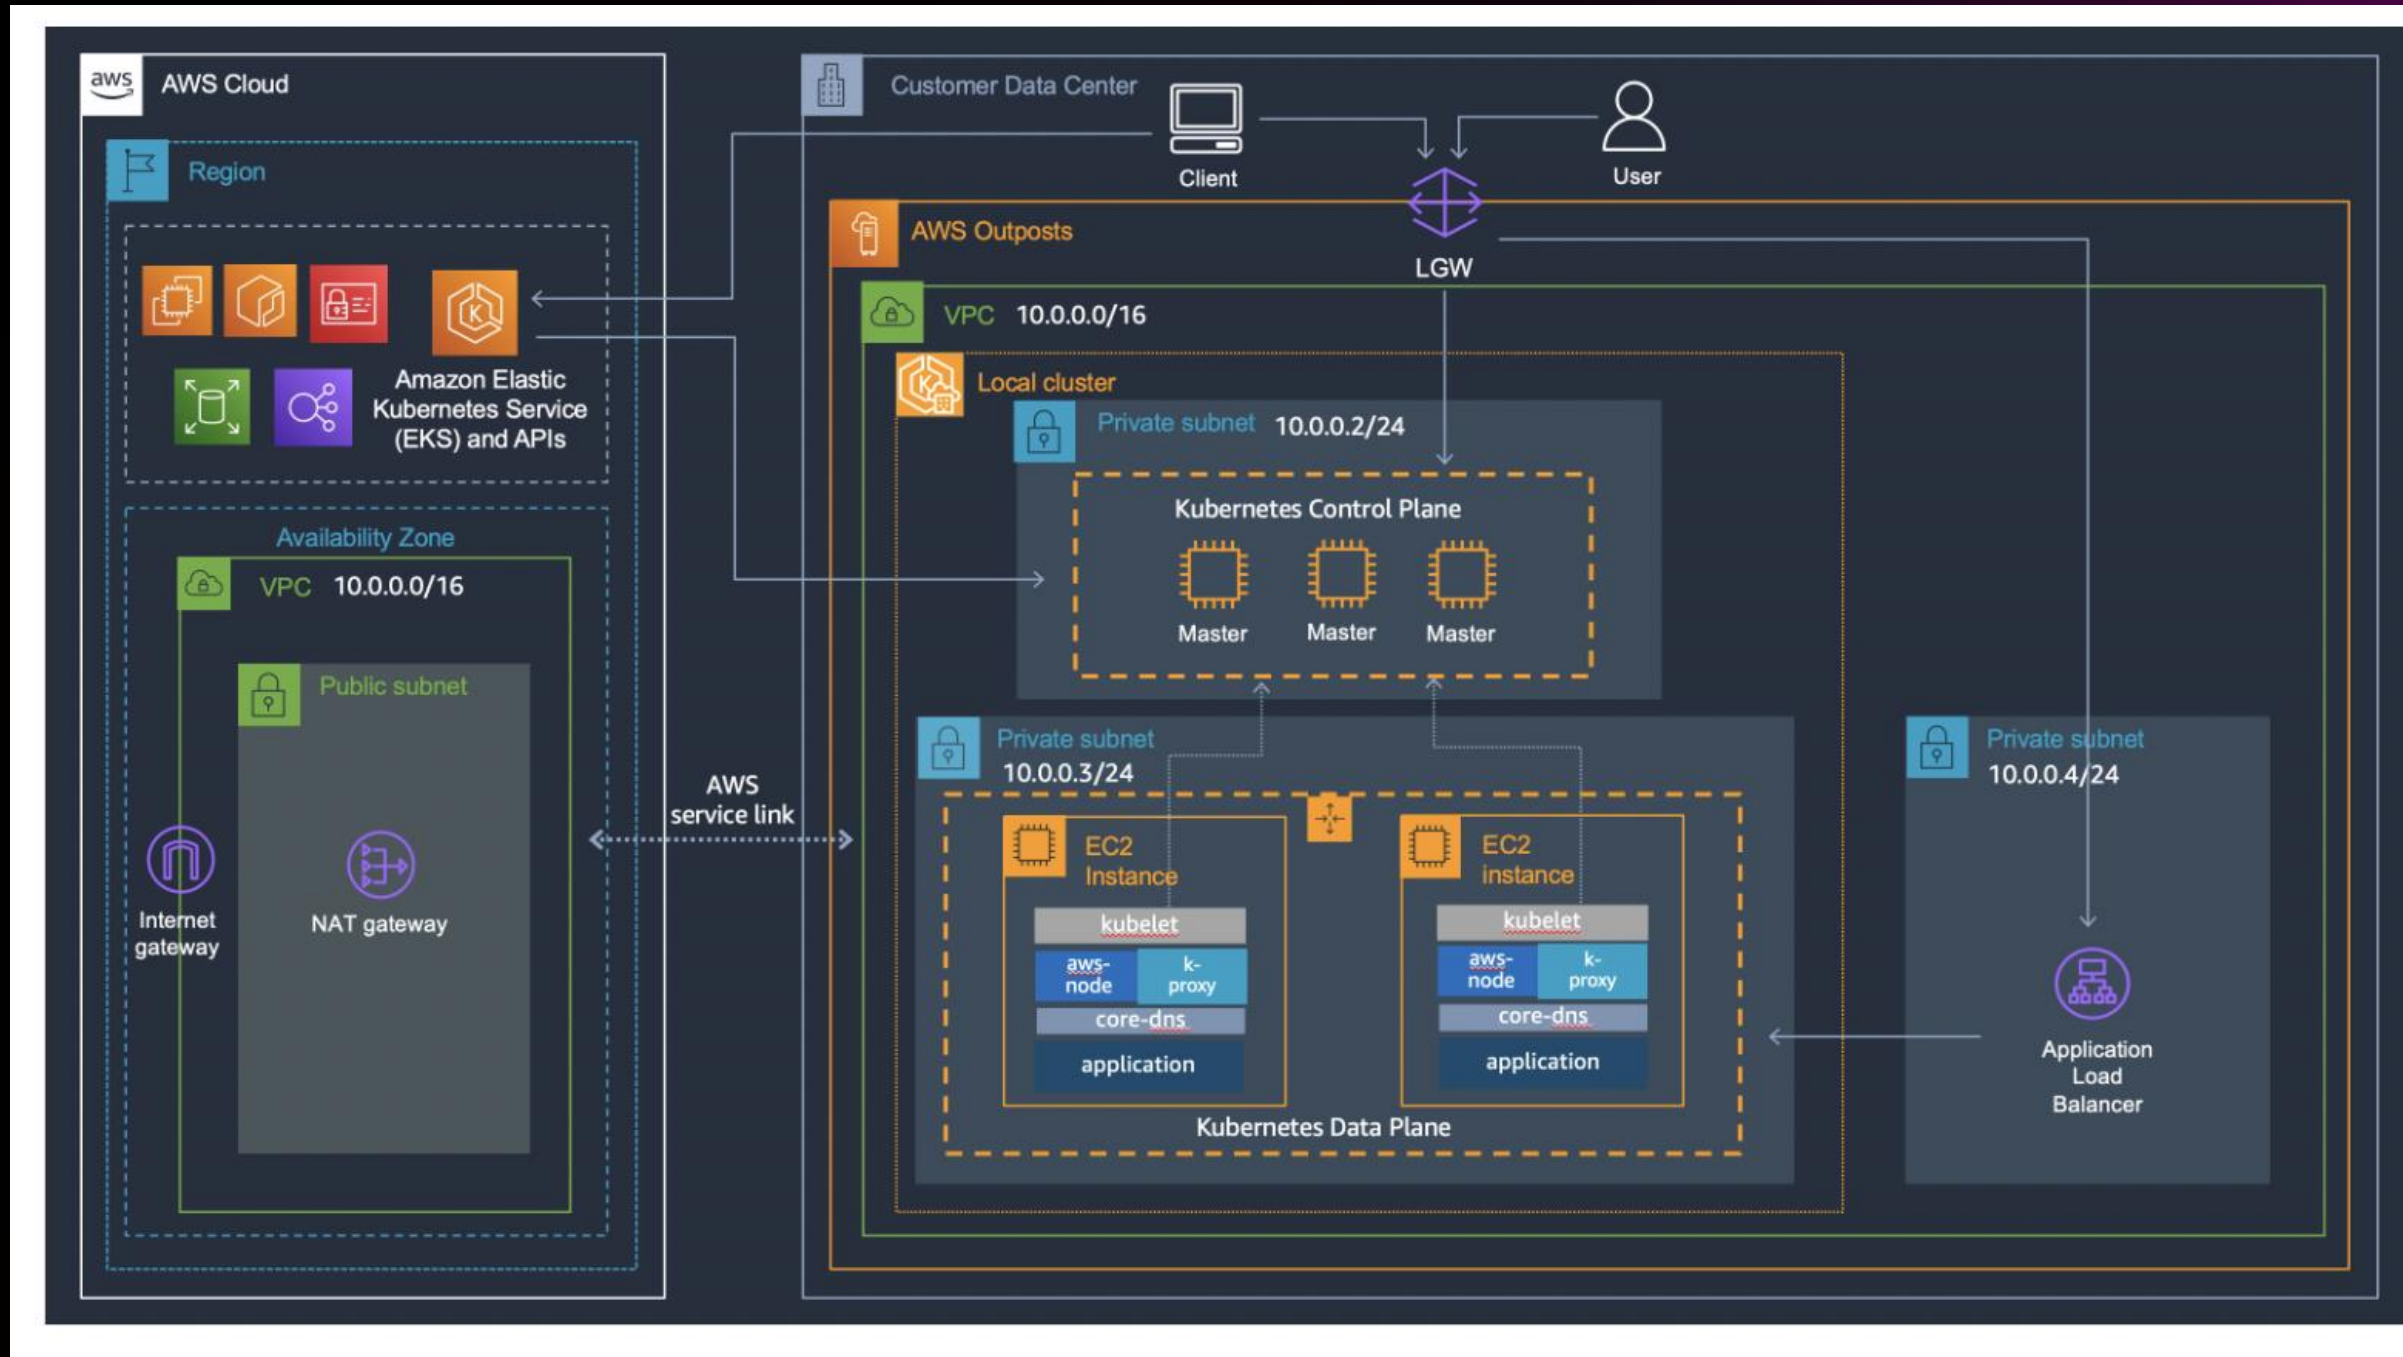 aws
AWS Cloud
Region
Amazon Elastic
Kubernetes Service
(EKS) and APIs
Availability Zone
VPC 10.0.0.0/16
Public subnet
Internet
gateway
NAT gateway
AWS
service link
Customer Data Center
Client
User
AWS Outposts
LGW
VPC 10.0.0.0/16
Local cluster
Private subnet 10.0.0.2/24
Kubernetes Control Plane
Master
Master
Master
Private subnet
10.0.0.3/24
EC2
Instance
kubelet
aws-
node
k-
proxy
core-dns
application
EC2
instance
kubelet
aws-
node
k-
proxy
core-dns
application
Kubernetes Data Plane
Private subnet
10.0.0.4/24
Application
Load
Balancer